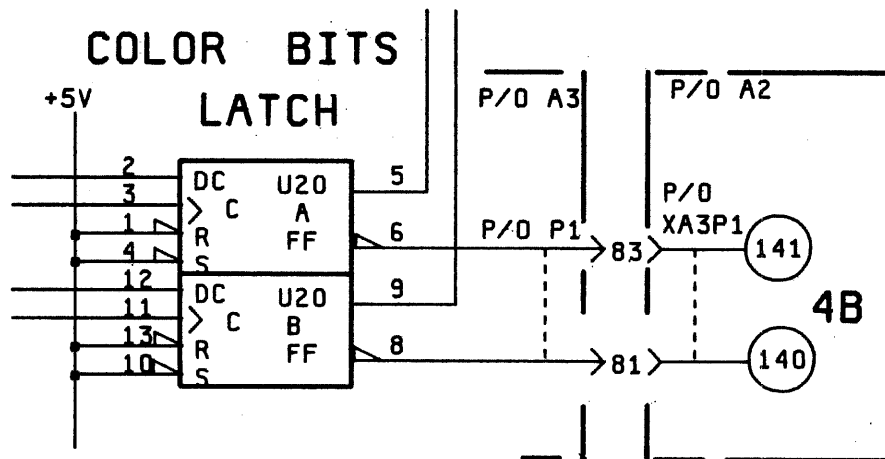 COLOR BITS
LATCH
+5V
P/O A3
P/O A2
2
DC
U20
5
3
C
A
P/O
XA3P1
1
R
FF
6
P/O P1
83
141
4
S
12
DC
U20
9
11
C
B
4B
13
R
FF
8
81
140
10
S